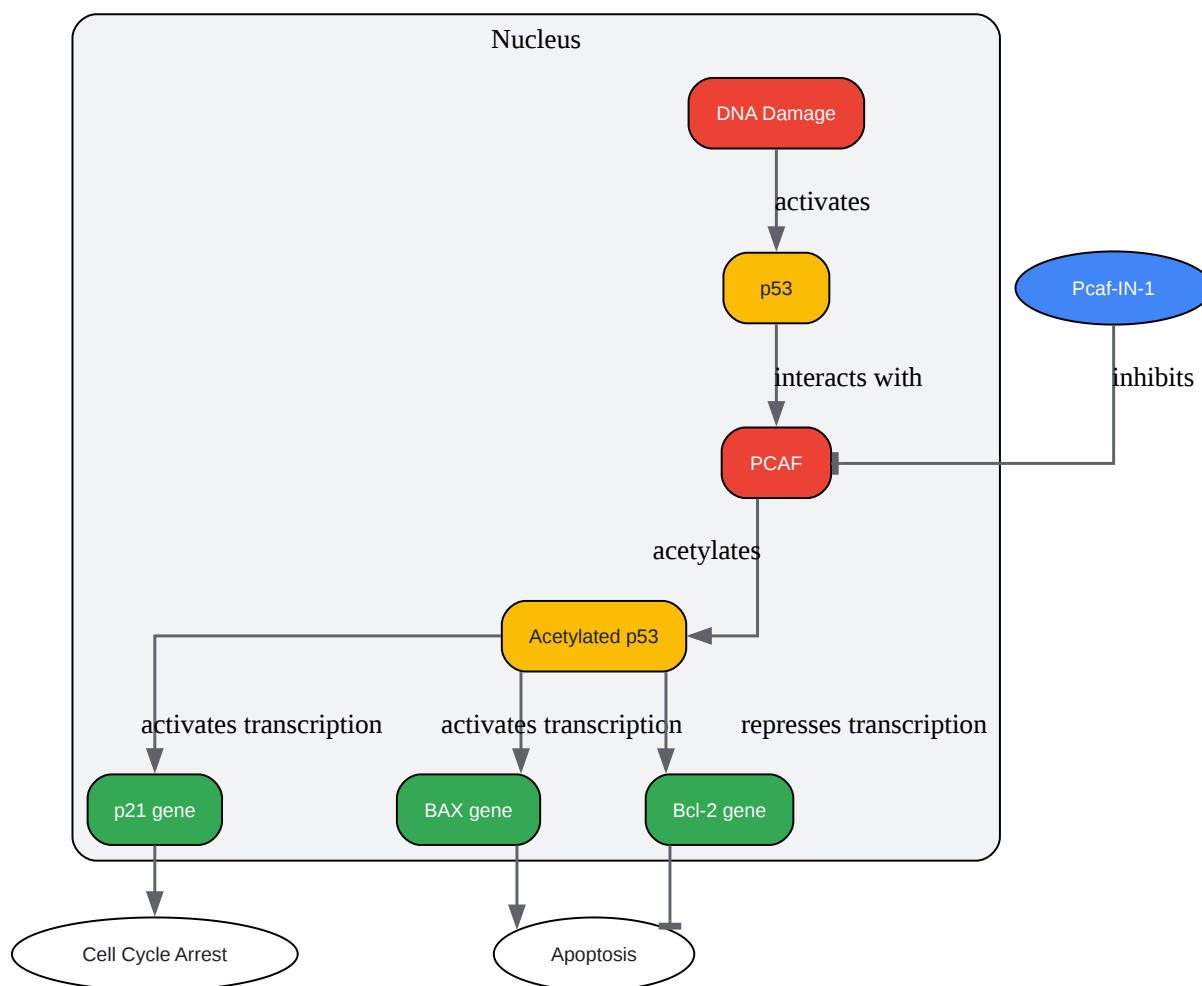 Nucleus
DNA Damage
activates
p53
Pcaf-IN-1
interacts with
inhibits
PCAF
acetylates
Acetylated p53
activates transcription
activates transcription
represses transcription
p21 gene
BAX gene
Bcl-2 gene
Cell Cycle Arrest
Apoptosis